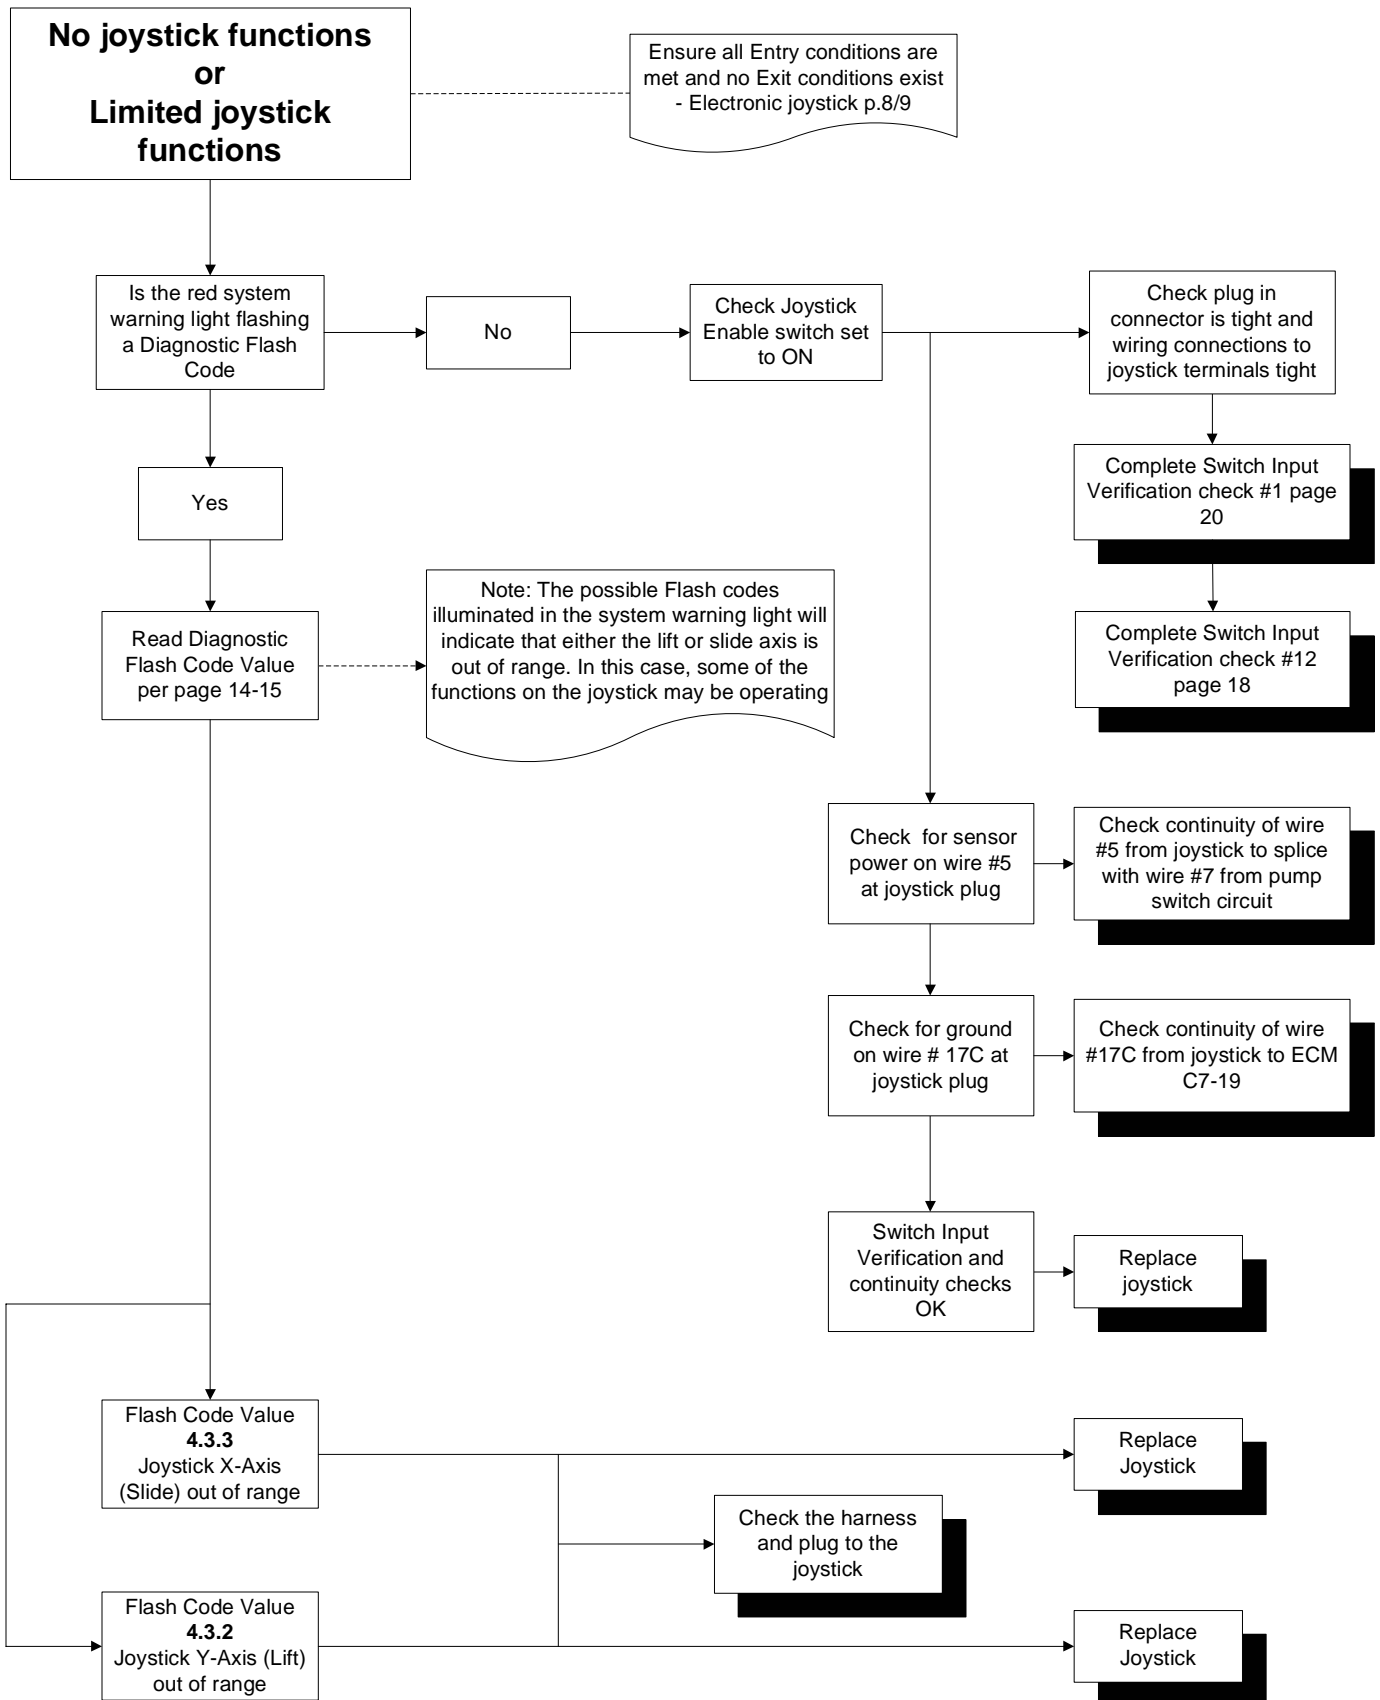 No joystick functions
or
Limited joystick
functions
Ensure all Entry conditions are
met and no Exit conditions exist
- Electronic joystick p.8/9
Is the red system
warning light flashing
a Diagnostic Flash
Code
No
Check Joystick
Enable switch set
to ON
Check plug in
connector is tight and
wiring connections to
joystick terminals tight
Complete Switch Input
Verification check #1 page
20
Yes
Note: The possible Flash codes
illuminated in the system warning light will
indicate that either the lift or slide axis is
out of range. In this case, some of the
functions on the joystick may be operating
Read Diagnostic
Flash Code Value
per page 14-15
Complete Switch Input
Verification check #12
page 18
Check for sensor
power on wire #5
at joystick plug
Check continuity of wire
#5 from joystick to splice
with wire #7 from pump
switch circuit
Check for ground
on wire # 17C at
joystick plug
Check continuity of wire
#17C from joystick to ECM
C7-19
Switch Input
Verification and
continuity checks
OK
Replace
joystick
Flash Code Value
4.3.3
Joystick X-Axis
(Slide) out of range
Replace
Joystick
Check the harness
and plug to the
joystick
Flash Code Value
4.3.2
Joystick Y-Axis (Lift)
out of range
Replace
Joystick